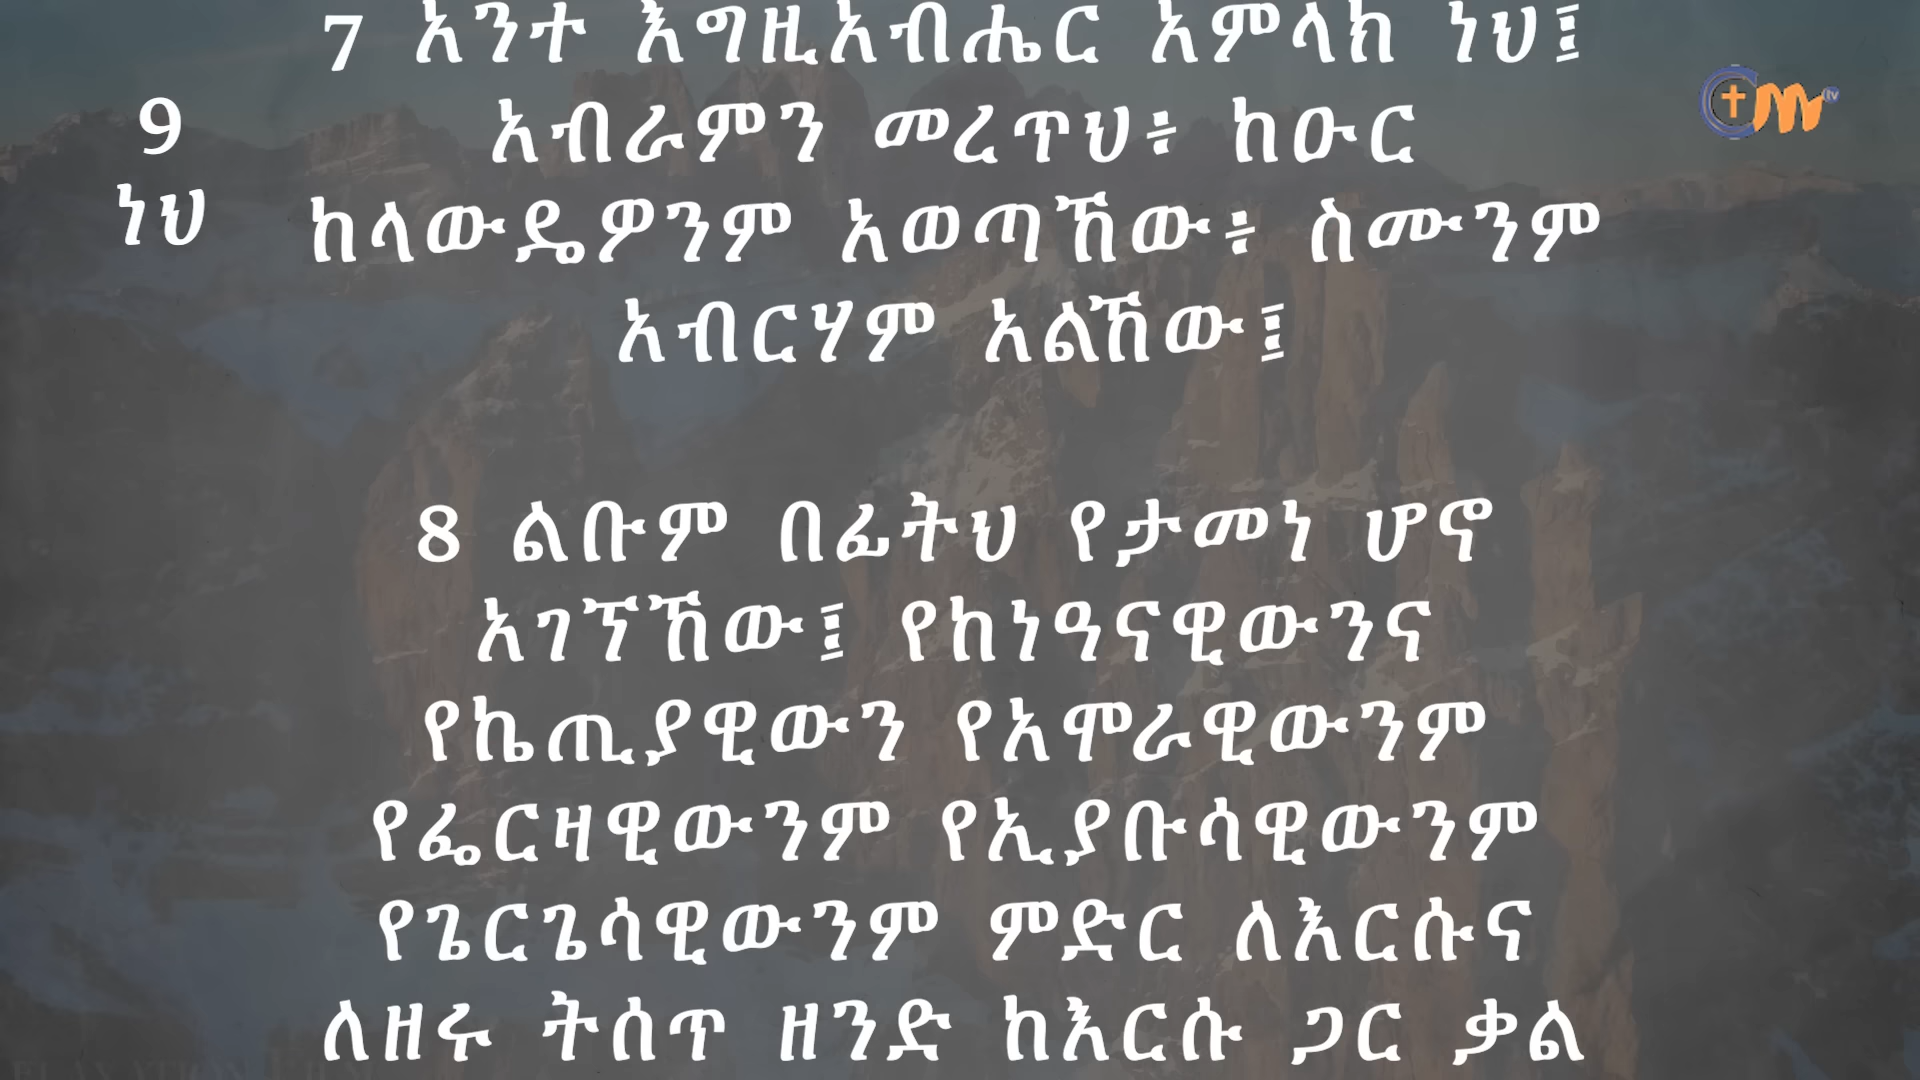 9
ነህ
7 አንተ እግዚአብሔር አምላክ ነህ፤
አብራምን መረጥህ፥ ከዑር
ከላውዴዎንም አወጣኸው፥ ስሙንም
አብርሃም አልኸው፤
8 ልቡም በፊትህ የታመነ ሆኖ
አገኘኸው፤ የከነዓናዊውንና
የኬጢያዊውን የአሞራዊውንም
የፌርዛዊውንም የኢያቡሳዊውንም
የጌርጌሳዊውንም ምድር ለእርሱና
ለዘሩ ትሰጥ ዘንድ ከእርሱ ጋር ቃል
tv